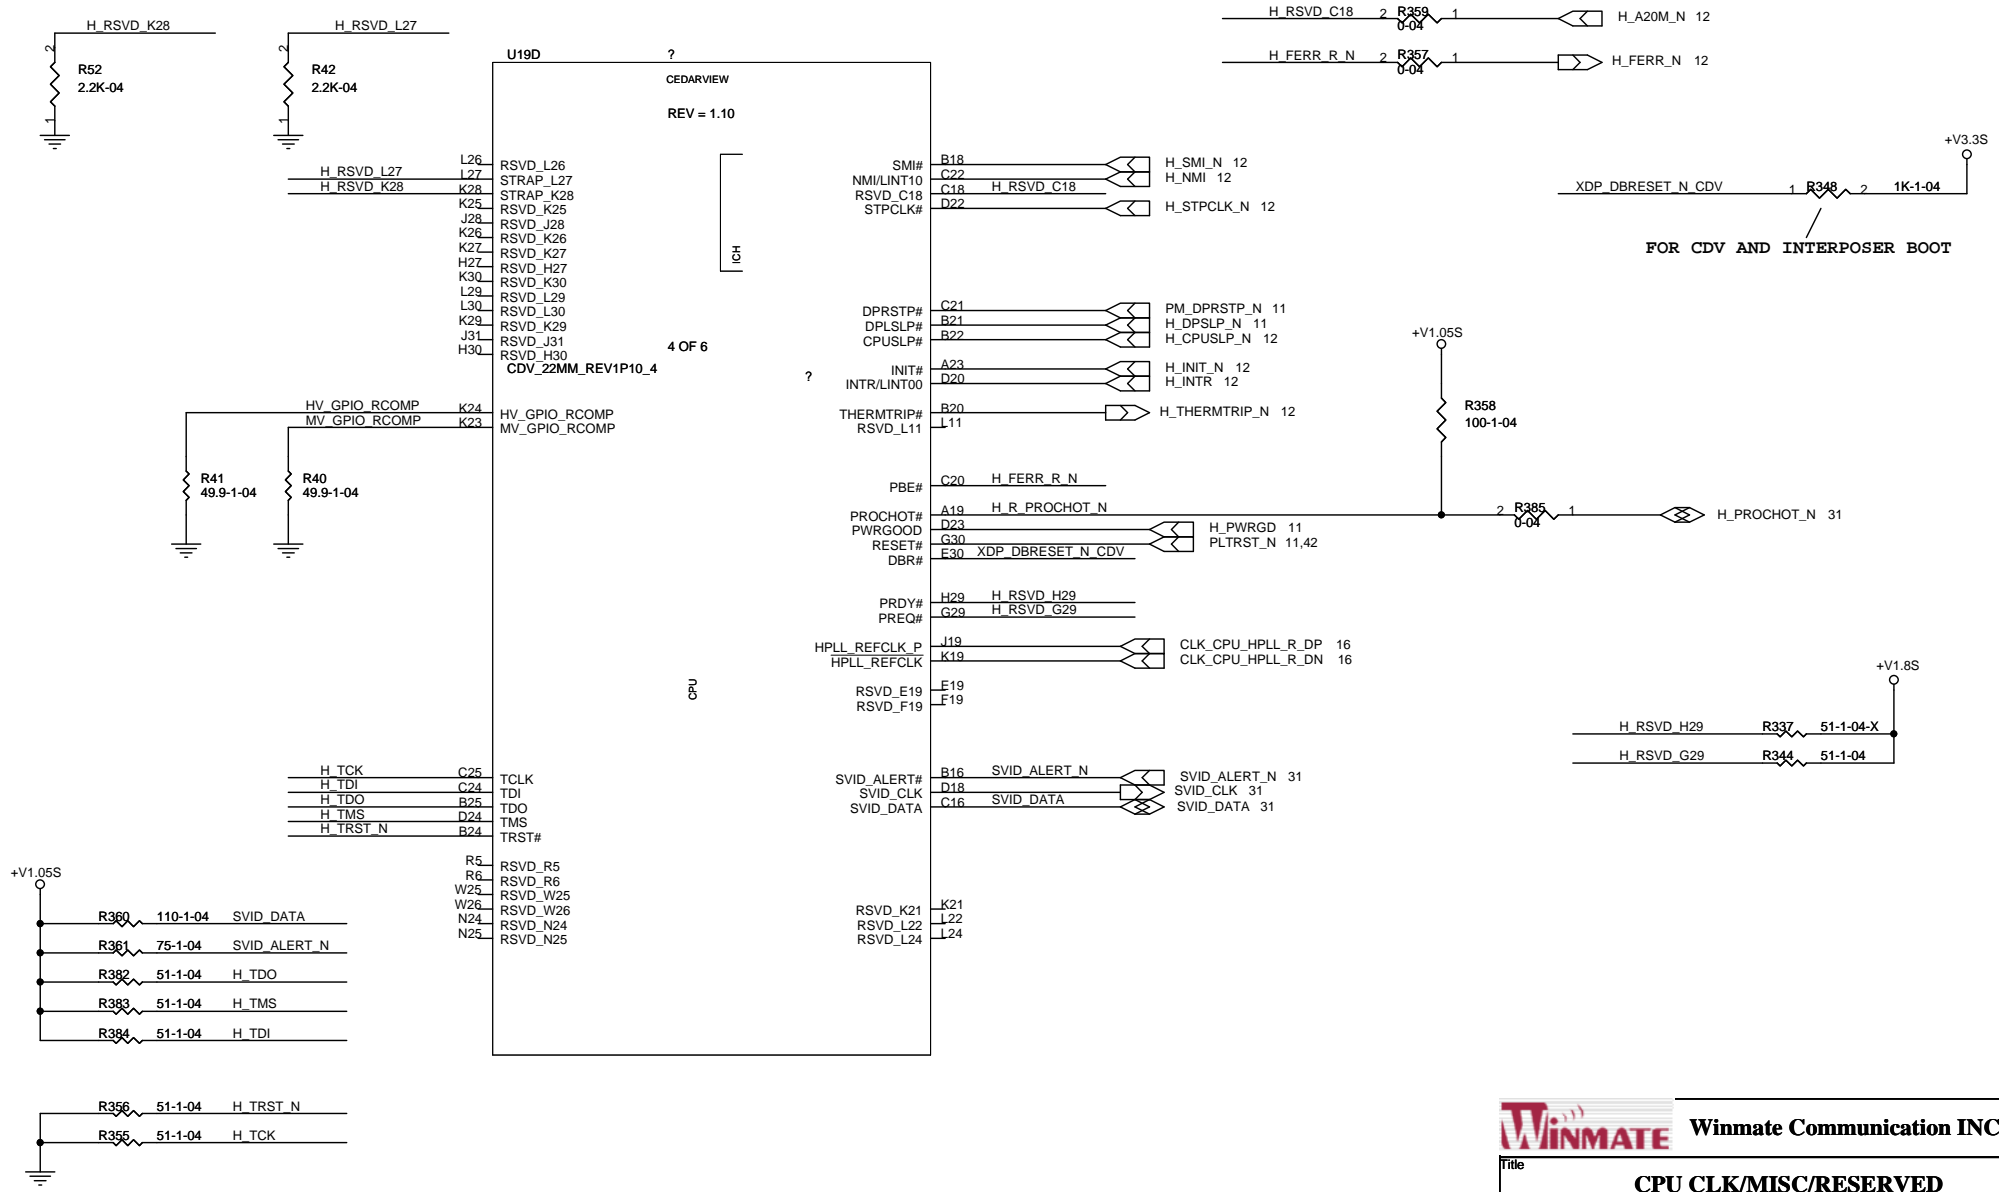 H_RSVD_K28
2
R52
2.2K-04
1
H_RSVD_L27
2
R42
2.2K-04
1
U19D
?
CEDARVIEW
REV = 1.10
ICH
4 OF 6
CDV_22MM_REV1P10_4
?
CPU
H_RSVD_L27
H_RSVD_K28
L26 RSVD_L26
L27 STRAP_L27
K28 STRAP_K28
K25 RSVD_K25
J28 RSVD_J28
K26 RSVD_K26
K27 RSVD_K27
H27 RSVD_H27
K30 RSVD_K30
L29 RSVD_L29
L30 RSVD_L30
K29 RSVD_K29
J31 RSVD_J31
H30 RSVD_H30
HV_GPIO_RCOMP K24 HV_GPIO_RCOMP
MV_GPIO_RCOMP K23 MV_GPIO_RCOMP
R41
49.9-1-04
R40
49.9-1-04
H_TCK C25 TCLK
H_TDI C24 TDI
H_TDO B25 TDO
H_TMS D24 TMS
H_TRST_N B24 TRST#
R5 RSVD_R5
R6 RSVD_R6
W25 RSVD_W25
W26 RSVD_W26
N24 RSVD_N24
N25 RSVD_N25
SMI# B18 H_SMI_N 12
NMI/LINT10 C22 H_NMI 12
RSVD_C18 C18 H_RSVD_C18
STPCLK# D22 H_STPCLK_N 12
DPRSTP# C21 PM_DPRSTP_N 11
DPLSLP# B21 H_DPSLP_N 11
CPUSLP# B22 H_CPUSLP_N 12
INIT# A23 H_INIT_N 12
INTR/LINT00 D20 H_INTR 12
THERMTRIP# B20 H_THERMTRIP_N 12
RSVD_L11 L11
PBE# C20 H_FERR_R_N
PROCHOT# A19 H_R_PROCHOT_N
PWRGOOD D23 H_PWRGD 11
RESET# G30 PLTRST_N 11,42
DBR# E30 XDP_DBRESET_N_CDV
PRDY# H29 H_RSVD_H29
PREQ# G29 H_RSVD_G29
HPLL_REFCLK_P J19 CLK_CPU_HPLL_R_DP 16
HPLL_REFCLK K19 CLK_CPU_HPLL_R_DN 16
RSVD_E19 E19
RSVD_F19 F19
SVID_ALERT# B16 SVID_ALERT_N SVID_ALERT_N 31
SVID_CLK D18 SVID_CLK 31
SVID_DATA C16 SVID_DATA SVID_DATA 31
RSVD_K21 K21
RSVD_L22 L22
RSVD_L24 L24
H_RSVD_C18 2 R359 1 H_A20M_N 12
0-04
H_FERR_R_N 2 R357 1 H_FERR_N 12
0-04
+V3.3S
XDP_DBRESET_N_CDV 1 R348 2 1K-1-04
FOR CDV AND INTERPOSER BOOT
+V1.05S
R358
100-1-04
2 R385 1 H_PROCHOT_N 31
0-04
+V1.8S
H_RSVD_H29 R337 51-1-04-X
H_RSVD_G29 R344 51-1-04
+V1.05S
R360 110-1-04 SVID_DATA
R361 75-1-04 SVID_ALERT_N
R382 51-1-04 H_TDO
R383 51-1-04 H_TMS
R384 51-1-04 H_TDI
R356 51-1-04 H_TRST_N
R355 51-1-04 H_TCK
WINMATE
Winmate Communication INC
Title
CPU CLK/MISC/RESERVED